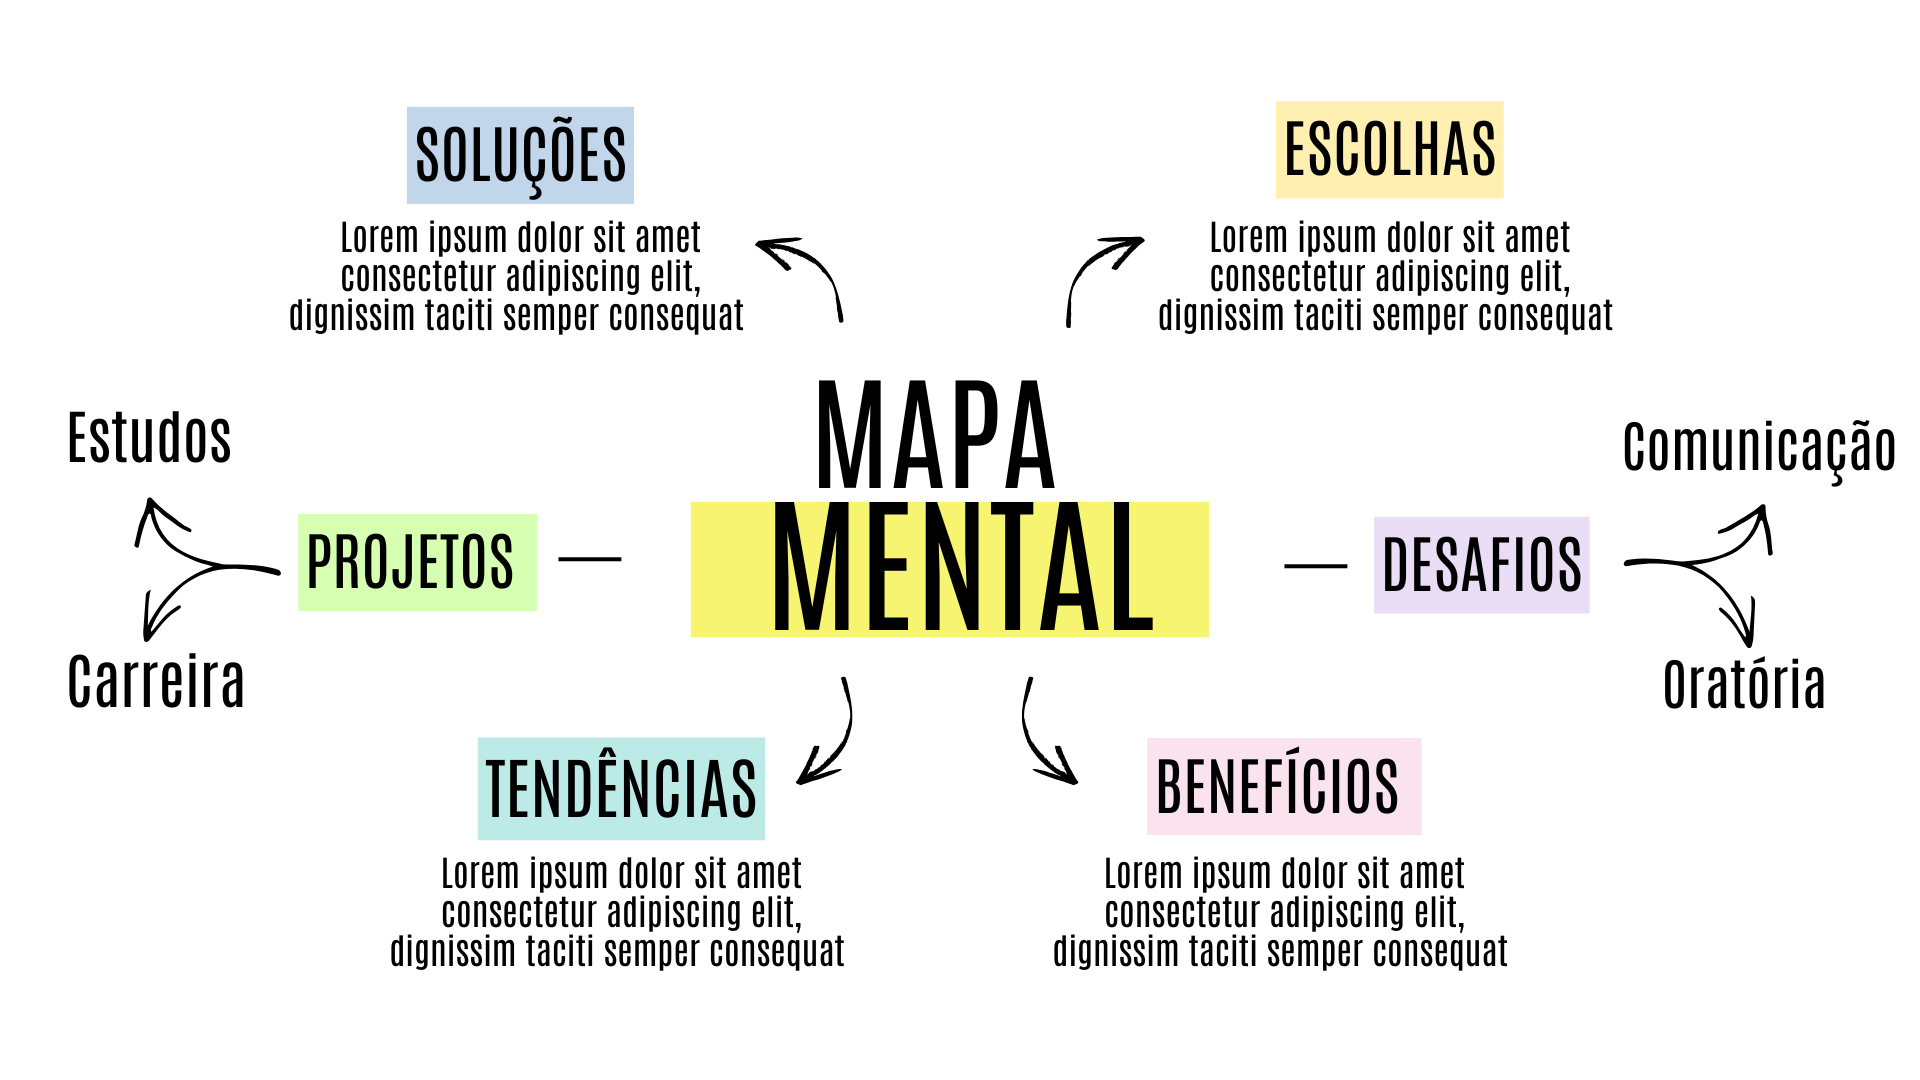 SOLUÇÕES
Lorem ipsum dolor sit amet
consectetur adipiscing elit,
dignissim taciti semper consequat
ESCOLHAS
Lorem ipsum dolor sit amet
consectetur adipiscing elit,
dignissim taciti semper consequat
MAPA
MENTAL
Estudos
PROJETOS
Carreira
Comunicação
DESAFIOS
Oratória
TENDÊNCIAS
Lorem ipsum dolor sit amet
consectetur adipiscing elit,
dignissim taciti semper consequat
BENEFÍCIOS
Lorem ipsum dolor sit amet
consectetur adipiscing elit,
dignissim taciti semper consequat